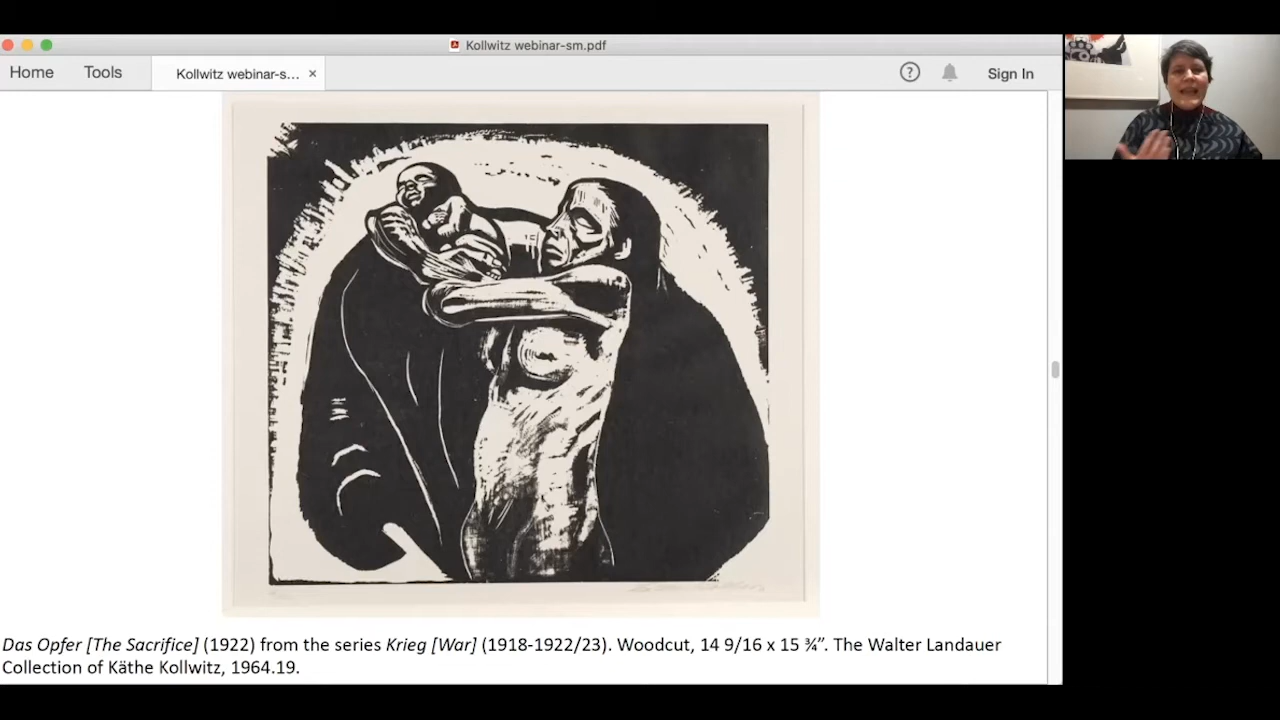 Kollwitz webinar-sm.pdf
Home Tools Kollwitz webinar-s... × ? Sign In
Das Opfer [The Sacrifice] (1922) from the series Krieg [War] (1918-1922/23). Woodcut, 14 9/16 x 15 ¾”. The Walter Landauer
Collection of Käthe Kollwitz, 1964.19.